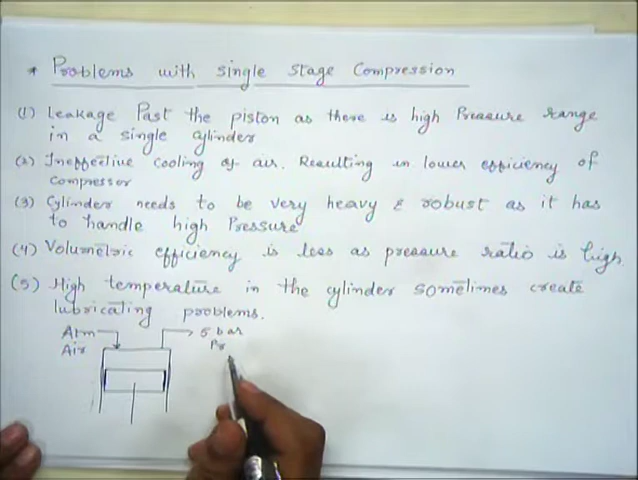 * Problems with single stage Compression
(1) Leakage Past the piston as there is high Pressure range
in a single cylinder
(2) Ineffective cooling of air. Resulting in lower efficiency of
compressor
(3) Cylinder needs to be very heavy & robust as it has
to handle high Pressure
(4) Volumetric efficiency is less as pressure ratio is high.
(5) High temperature in the cylinder sometimes create
lubricating problems.
Atm 5 bar
Air Pr